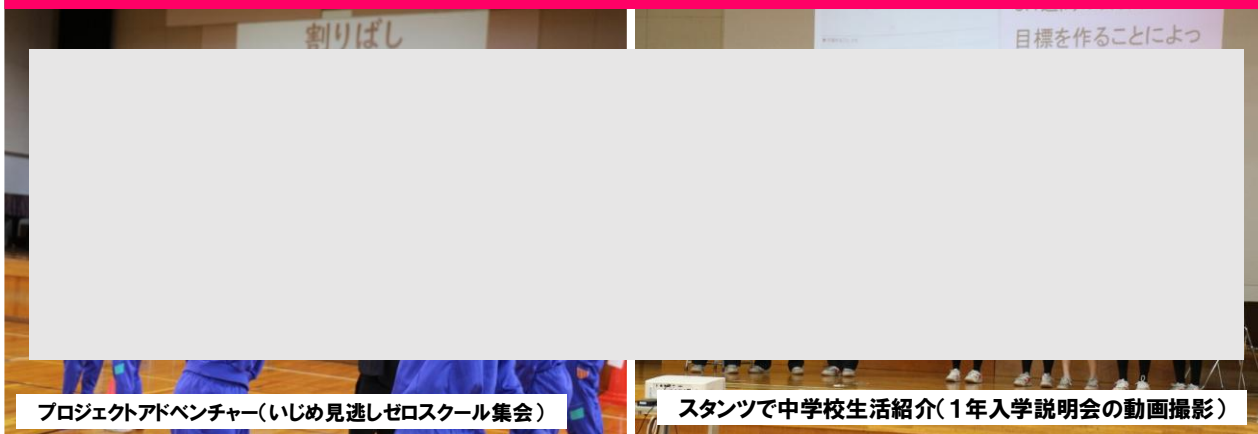 割りばし
目標を作ることによっ
プロジェクトアドベンチャー(いじめ見逃しゼロスクール集会)
スタンツで中学校生活紹介(1年入学説明会の動画撮影)